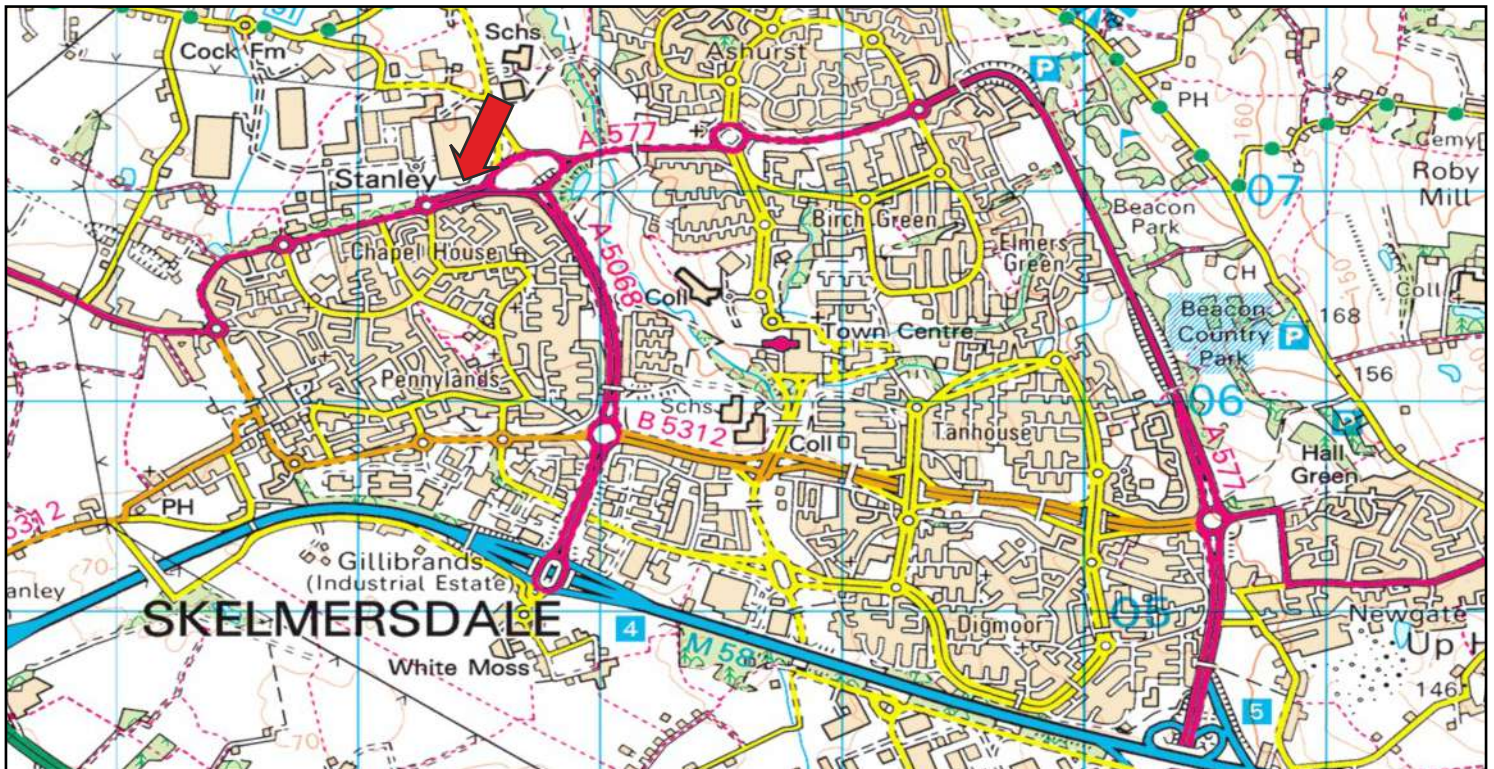 Cock Fm
Schs
Ashurst
P
PH
Cemy
A 577
Stanley
07
Roby
Mill
Birch Green
Beacon
Park
Chapel House
A 5068
Elmers
Green
CH
Coll
Coll
Town Centre
Beacon
Country
Park
P
168
160
150
Pennylands
156
06
Schs
B 5312
Coll
Tanhouse
A577
P
Hall
Green
PH
5312
70
anley
Gillibrands
(Industrial Estate)
SKELMERSDALE
4
Digmoor
05
Newgate
Up H
White Moss
M 58
146
70
5